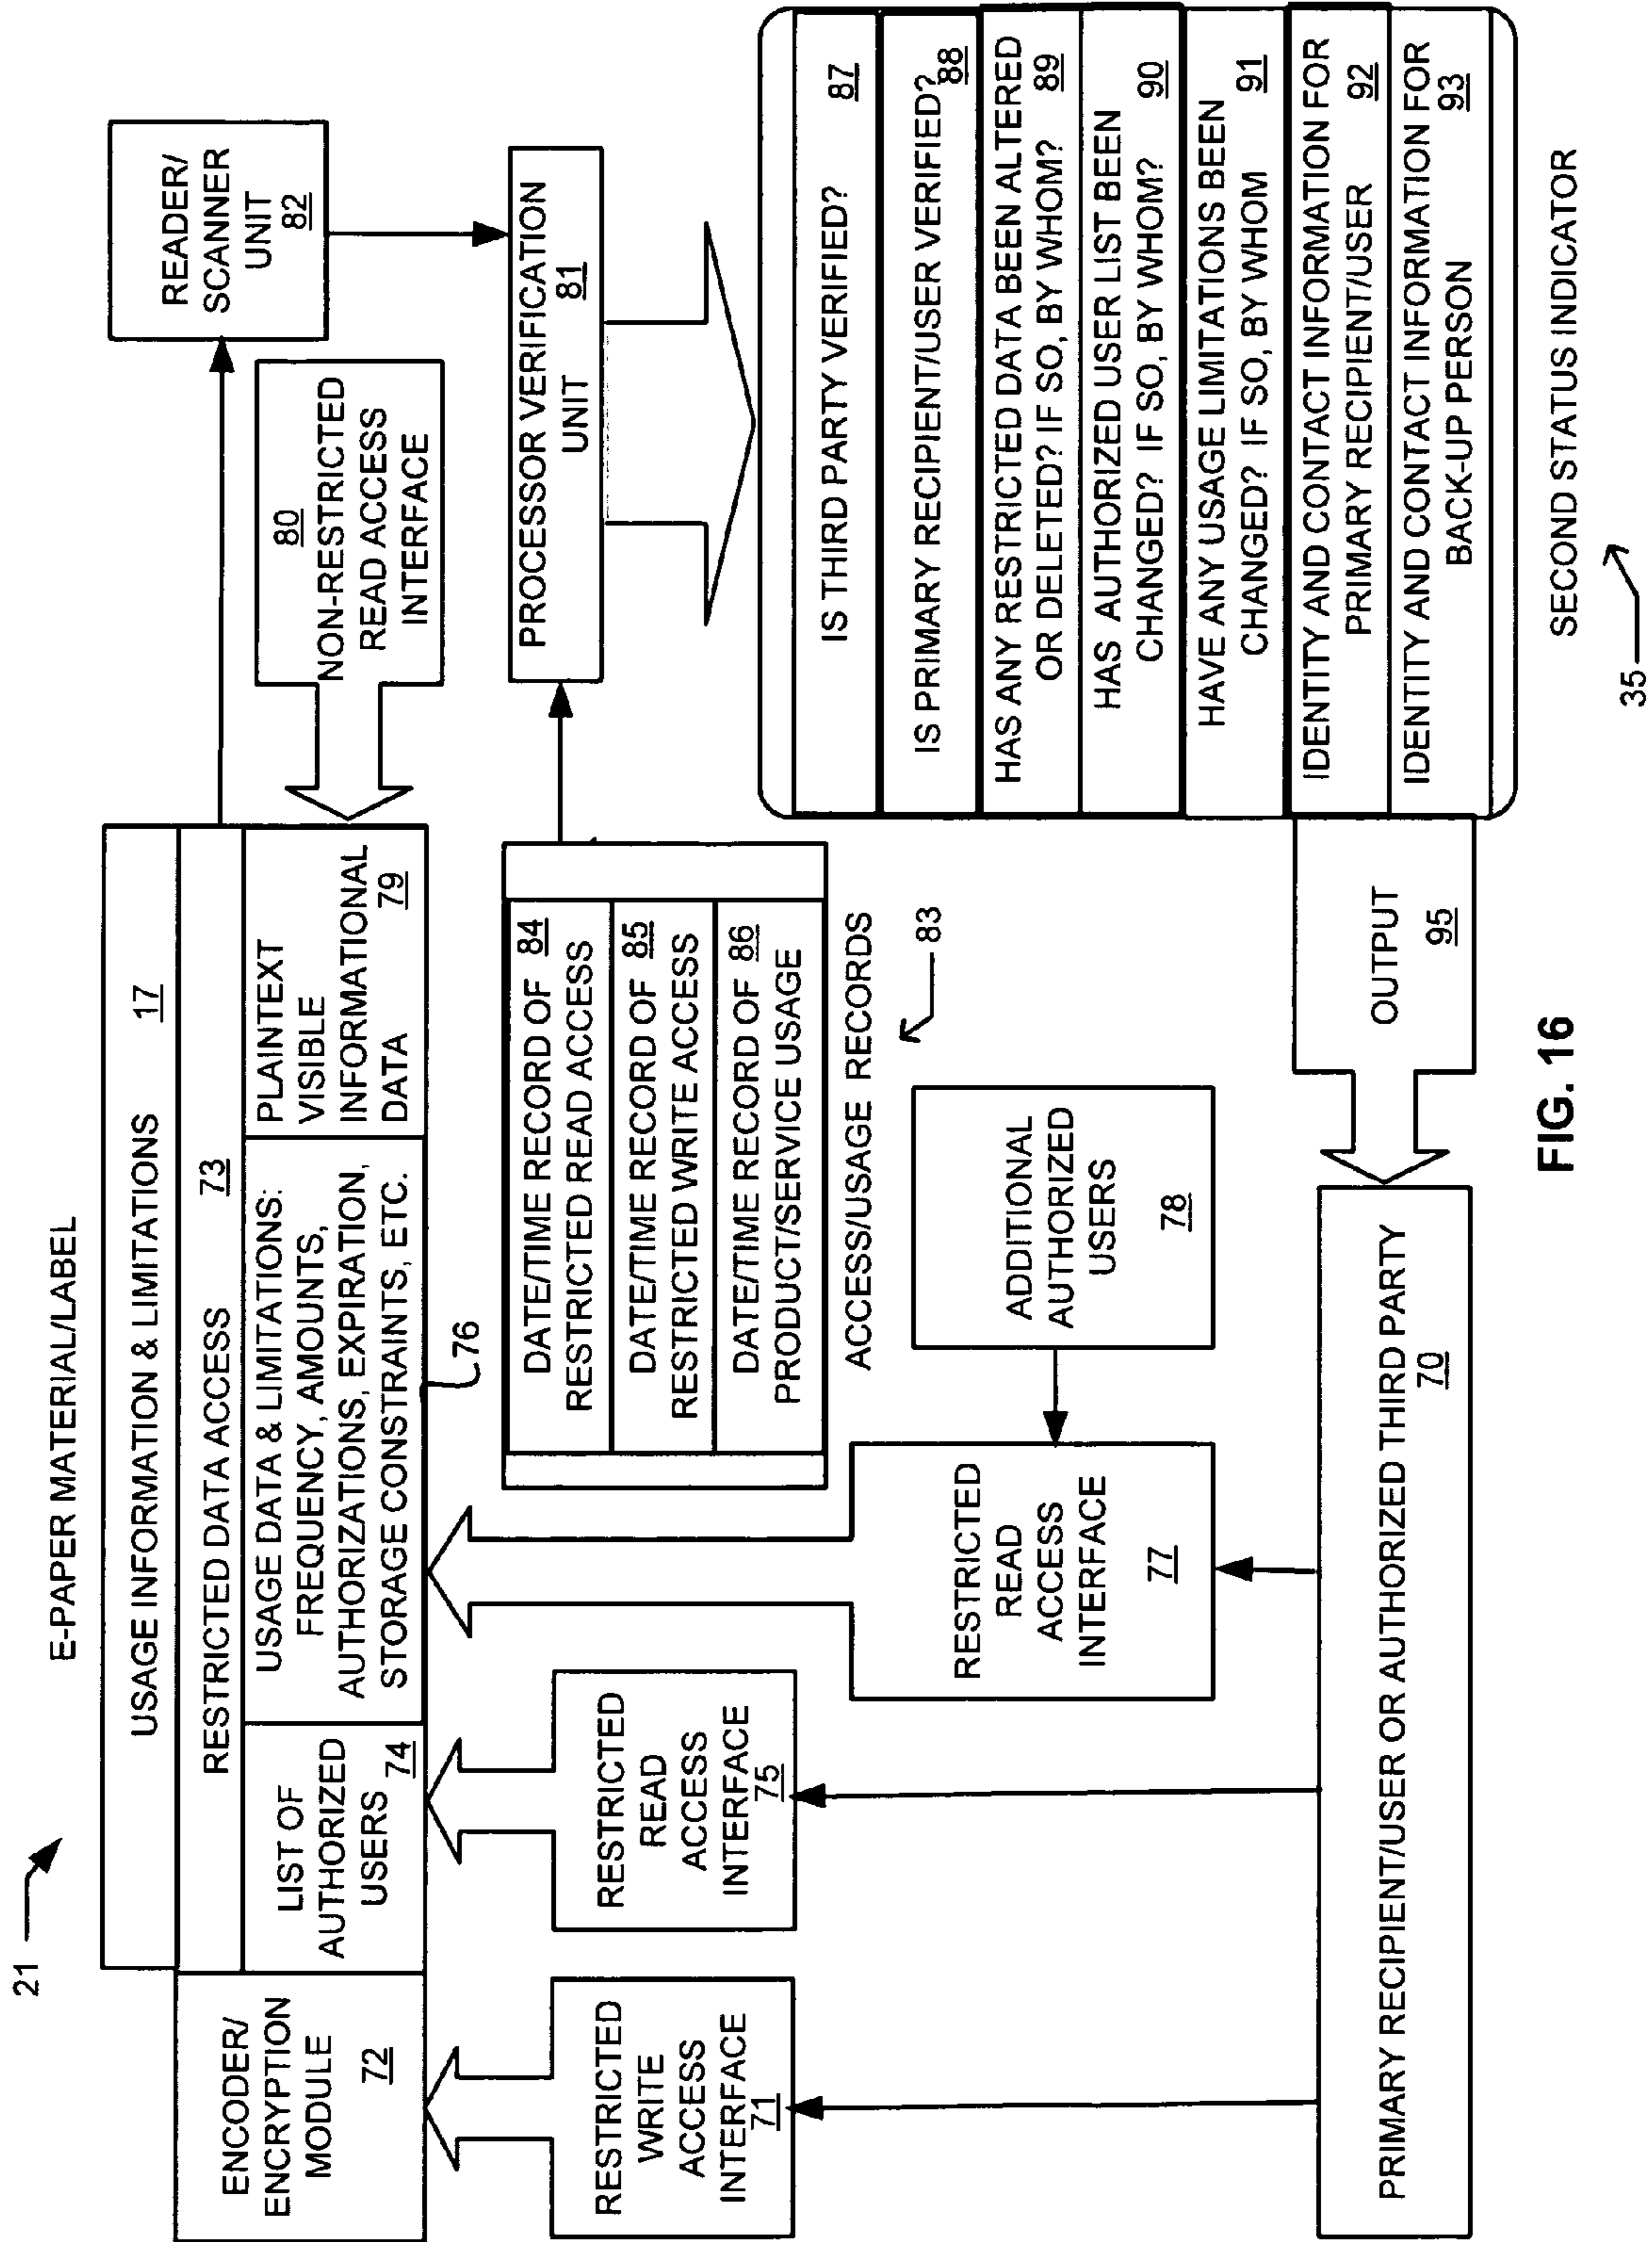 21
E-PAPER MATERIAL/LABEL
USAGE INFORMATION & LIMITATIONS 17
RESTRICTED DATA ACCESS 73
ENCODER/
ENCRYPTION
MODULE
72
LIST OF
AUTHORIZED
USERS 74
USAGE DATA & LIMITATIONS:
FREQUENCY, AMOUNTS,
AUTHORIZATIONS, EXPIRATION,
STORAGE CONSTRAINTS, ETC.
76
PLAINTEXT
VISIBLE
INFORMATIONAL
DATA 79
80
NON-RESTRICTED
READ ACCESS
INTERFACE
READER/
SCANNER
UNIT
82
RESTRICTED
WRITE
ACCESS
INTERFACE
71
RESTRICTED
READ
ACCESS
INTERFACE
75
RESTRICTED
READ
ACCESS
INTERFACE
77
DATE/TIME RECORD OF 84
RESTRICTED READ ACCESS
DATE/TIME RECORD OF 85
RESTRICTED WRITE ACCESS
DATE/TIME RECORD OF 86
PRODUCT/SERVICE USAGE
ACCESS/USAGE RECORDS
83
PROCESSOR VERIFICATION
UNIT 81
ADDITIONAL
AUTHORIZED
USERS
78
IS THIRD PARTY VERIFIED? 87
IS PRIMARY RECIPIENT/USER VERIFIED? 88
HAS ANY RESTRICTED DATA BEEN ALTERED
OR DELETED? IF SO, BY WHOM? 89
HAS AUTHORIZED USER LIST BEEN
CHANGED? IF SO, BY WHOM? 90
HAVE ANY USAGE LIMITATIONS BEEN
CHANGED? IF SO, BY WHOM 91
IDENTITY AND CONTACT INFORMATION FOR
PRIMARY RECIPIENT/USER 92
IDENTITY AND CONTACT INFORMATION FOR
BACK-UP PERSON 93
SECOND STATUS INDICATOR
35
OUTPUT
95
PRIMARY RECIPIENT/USER OR AUTHORIZED THIRD PARTY
70
FIG. 16